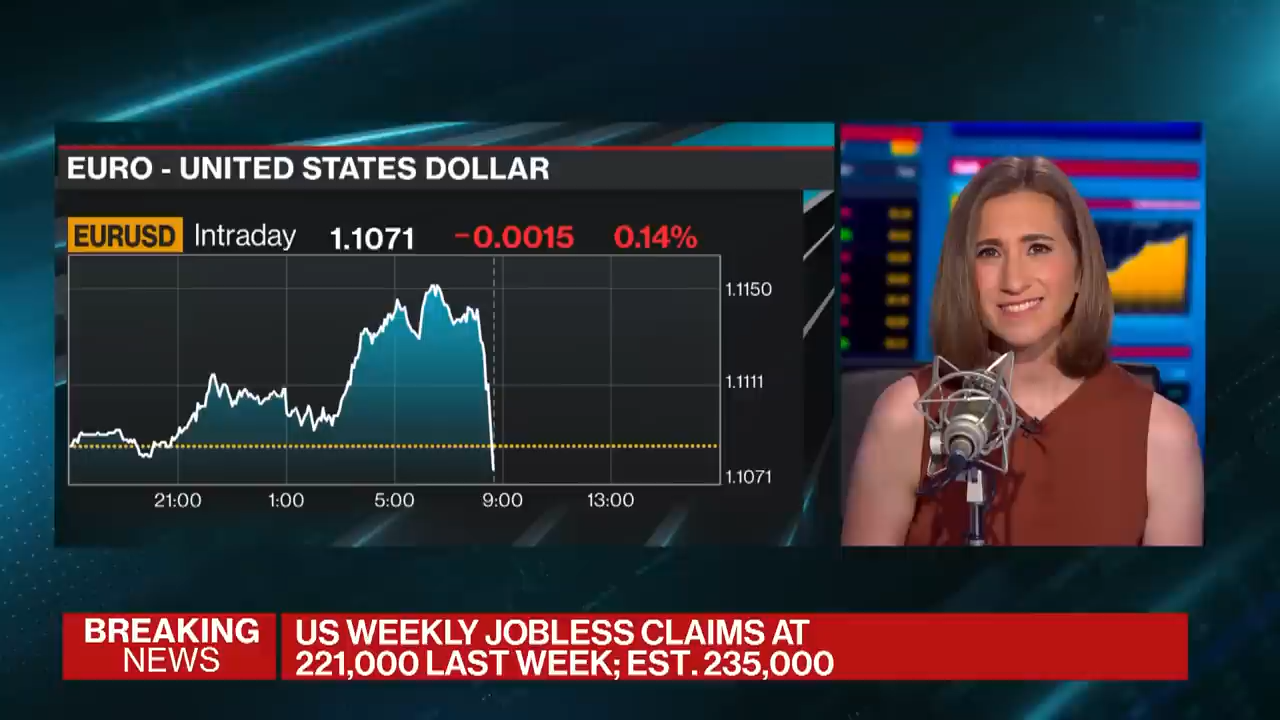 EURO - UNITED STATES DOLLAR
EURUSD Intraday 1.1071 -0.0015 0.14%
1.1150
1.1111
1.1071
21:00 1:00 5:00 9:00 13:00
BREAKING NEWS
US WEEKLY JOBLESS CLAIMS AT
221,000 LAST WEEK; EST. 235,000